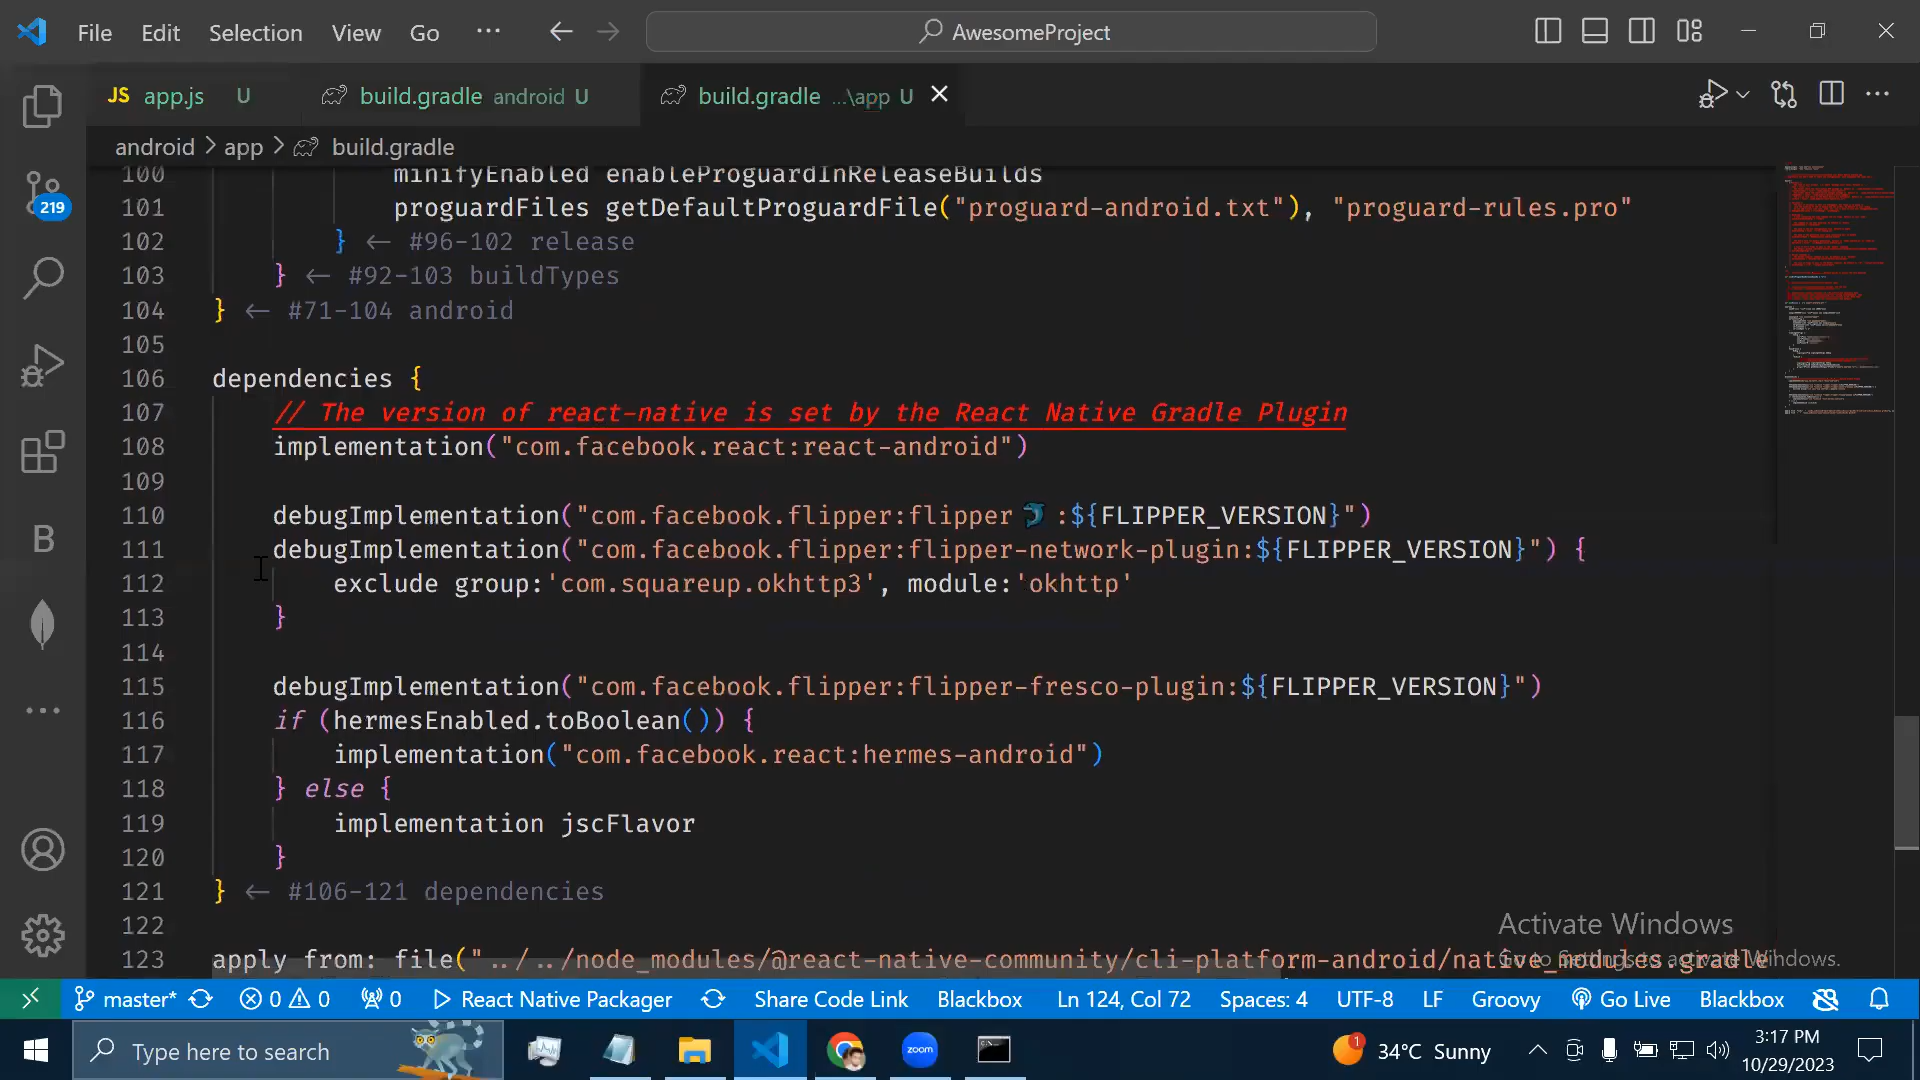 File Edit Selection View Go ··· AwesomeProject
JS app.js U build.gradle android U build.gradle ...\app U
android > app > build.gradle
100 minifyEnabled enableProguardInReleaseBuilds
101 proguardFiles getDefaultProguardFile("proguard-android.txt"), "proguard-rules.pro"
102 } ← #96-102 release
103 } ← #92-103 buildTypes
104 } ← #71-104 android
105
106 dependencies {
107 // The version of react-native is set by the React Native Gradle Plugin
108 implementation("com.facebook.react:react-android")
109
110 debugImplementation("com.facebook.flipper:flipper🐬:${FLIPPER_VERSION}")
111 debugImplementation("com.facebook.flipper:flipper-network-plugin:${FLIPPER_VERSION}") {
112 exclude group:'com.squareup.okhttp3', module:'okhttp'
113 }
114
115 debugImplementation("com.facebook.flipper:flipper-fresco-plugin:${FLIPPER_VERSION}")
116 if (hermesEnabled.toBoolean()) {
117 implementation("com.facebook.react:hermes-android")
118 } else {
119 implementation jscFlavor
120 }
121 } ← #106-121 dependencies
122
123 apply from: file("../../node_modules/@react-native-community/cli-platform-android/native_modules.gradle
219
B
Activate Windows
Go to Settings to activate Windows.
master* 0 0 0 React Native Packager Share Code Link Blackbox Ln 124, Col 72 Spaces: 4 UTF-8 LF Groovy Go Live Blackbox
Type here to search zoom 1 34°C Sunny 3:17 PM
10/29/2023